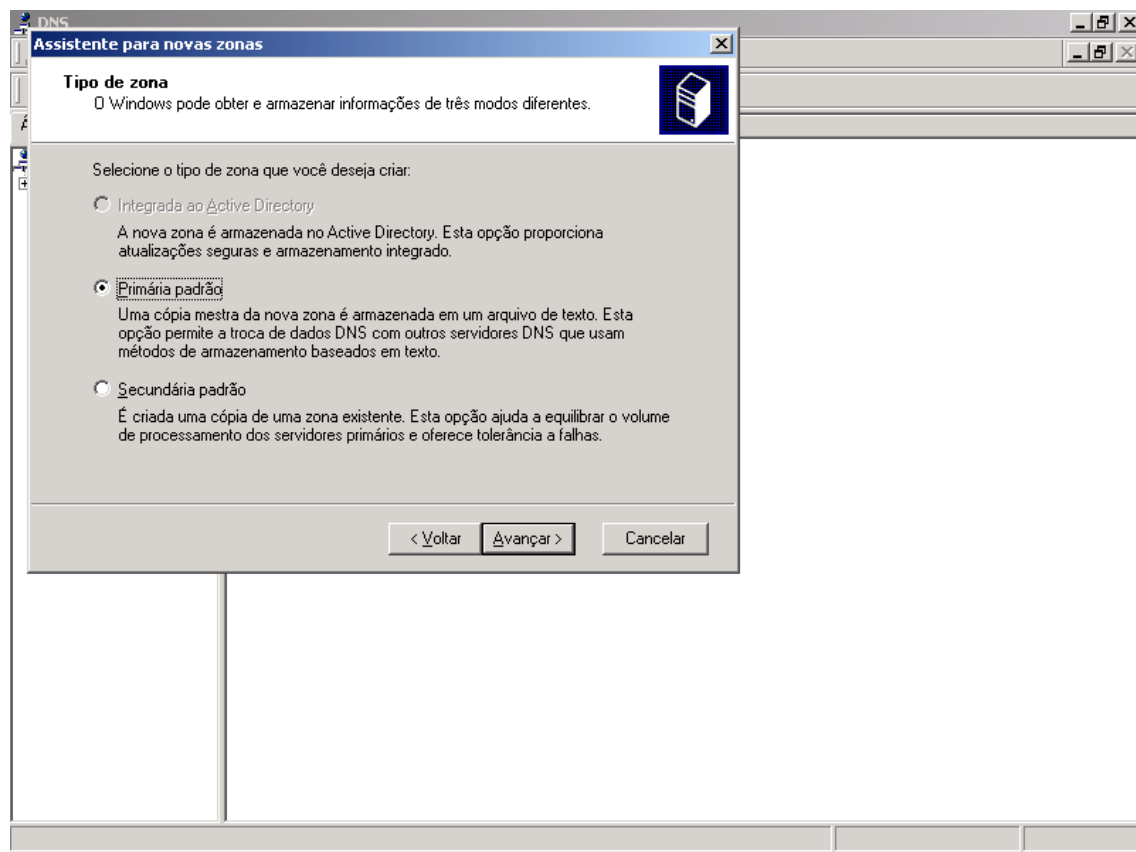 DNS
Assistente para novas zonas
Tipo de zona
O Windows pode obter e armazenar informações de três modos diferentes.
Selecione o tipo de zona que você deseja criar:
Integrada ao Active Directory
A nova zona é armazenada no Active Directory. Esta opção proporciona
atualizações seguras e armazenamento integrado.
Primária padrão
Uma cópia mestra da nova zona é armazenada em um arquivo de texto. Esta
opção permite a troca de dados DNS com outros servidores DNS que usam
métodos de armazenamento baseados em texto.
Secundária padrão
É criada uma cópia de uma zona existente. Esta opção ajuda a equilibrar o volume
de processamento dos servidores primários e oferece tolerância a falhas.
< Voltar Avançar > Cancelar